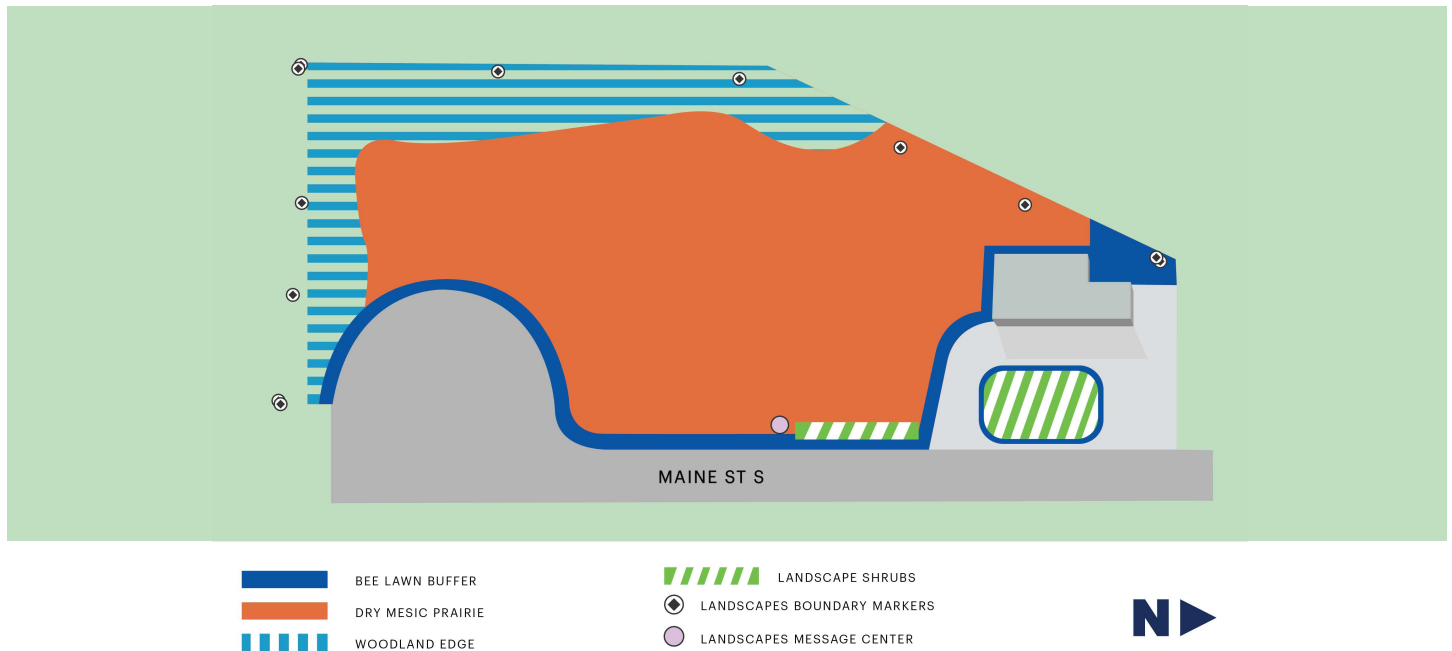 MAINE ST S
BEE LAWN BUFFER
DRY MESIC PRAIRIE
WOODLAND EDGE
LANDSCAPE SHRUBS
LANDSCAPES BOUNDARY MARKERS
LANDSCAPES MESSAGE CENTER
N